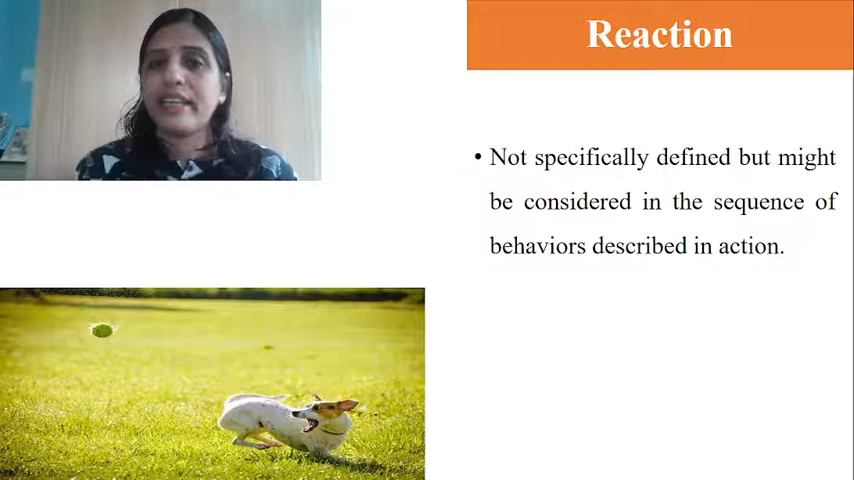 Reaction
• Not specifically defined but might
be considered in the sequence of
behaviors described in action.